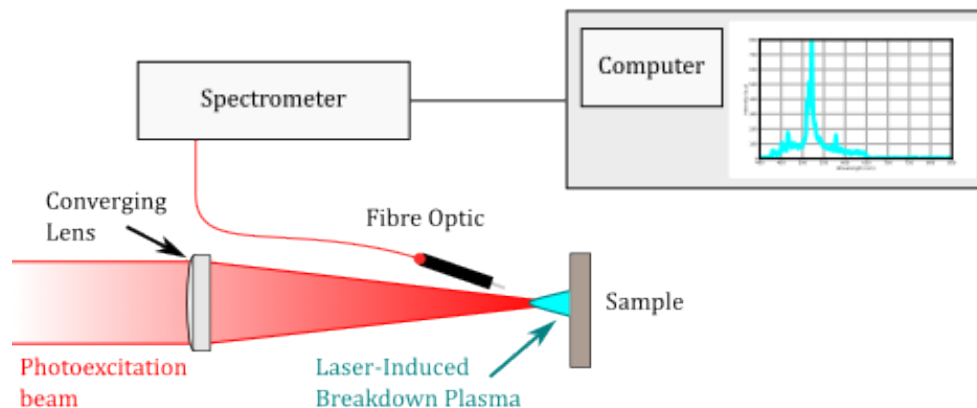 Spectrometer
Computer
Converging
Lens
Fibre Optic
Sample
Photoexcitation
beam
Laser-Induced
Breakdown Plasma